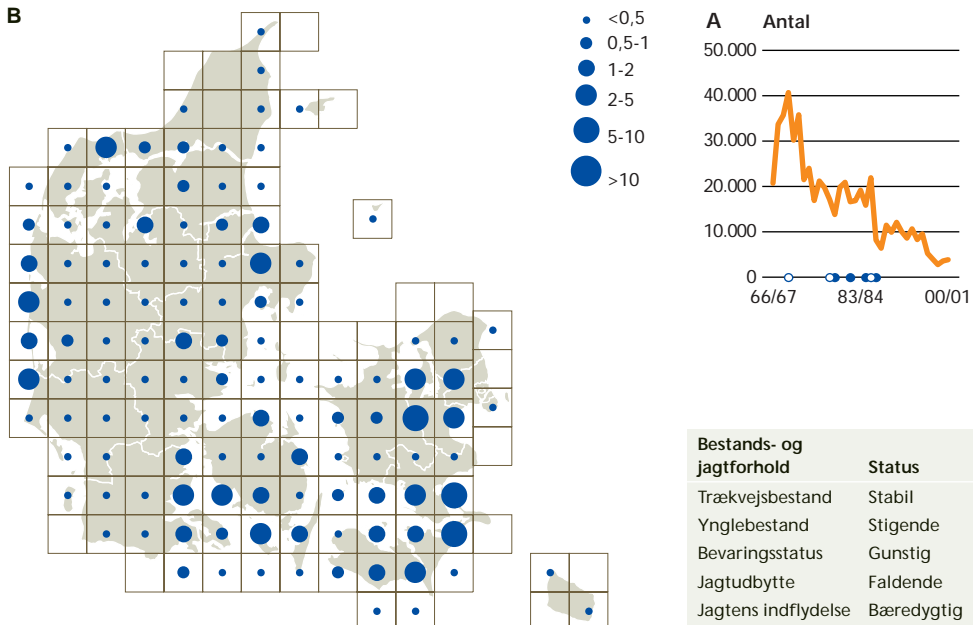 B
<0,5
0,5-1
1-2
2-5
5-10
>10
A Antal
50.000
40.000
30.000
20.000
10.000
0
66/67 83/84 00/01
Bestands- og
jagtforhold Status
Trækvejsbestand Stabil
Ynglebestand Stigende
Bevaringsstatus Gunstig
Jagtudbytte Faldende
Jagtens indflydelse Bæredygtig